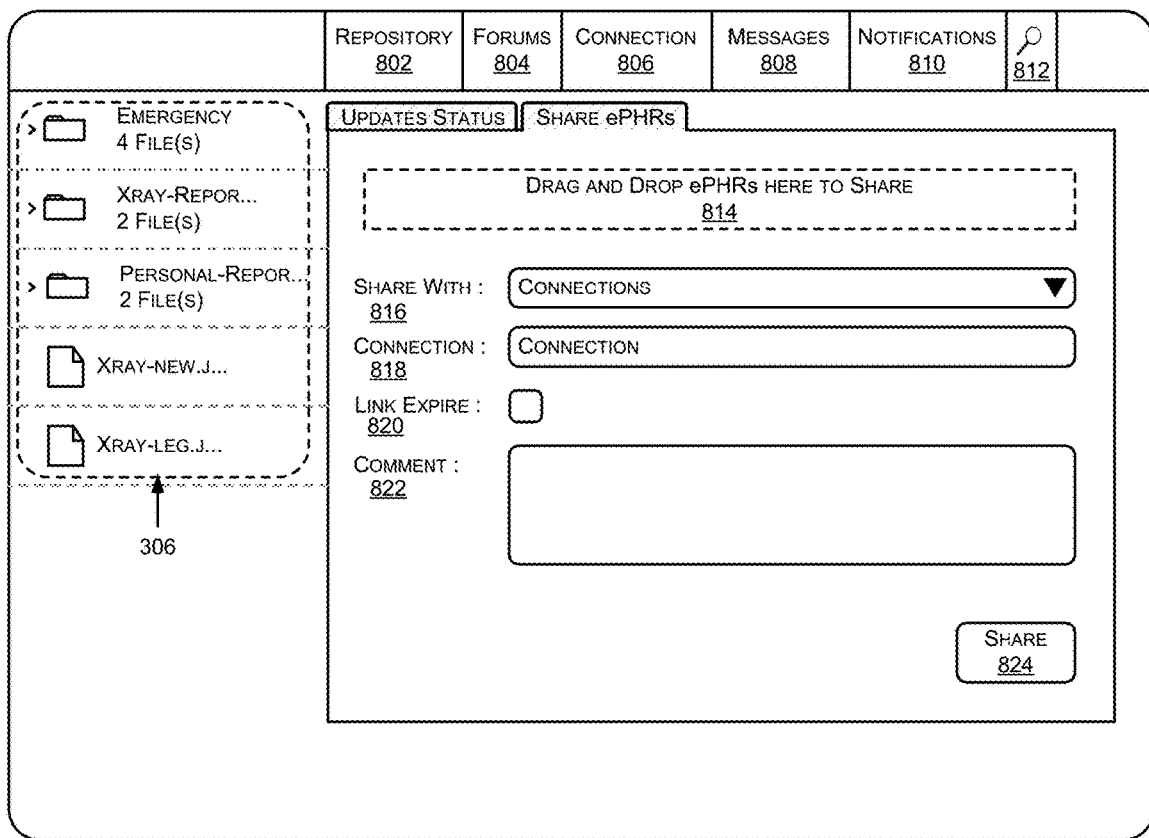 REPOSITORY FORUMS CONNECTION MESSAGES NOTIFICATIONS
802 804 806 808 810 812
EMERGENCY
4 FILE(S)
XRAY-REPOR...
2 FILE(S)
PERSONAL-REPOR...
2 FILE(S)
XRAY-NEW.J...
XRAY-LEG.J...
306
UPDATES STATUS SHARE ePHRs
DRAG AND DROP ePHRs HERE TO SHARE
814
SHARE WITH : CONNECTIONS
816
CONNECTION : CONNECTION
818
LINK EXPIRE :
820
COMMENT :
822
SHARE
824